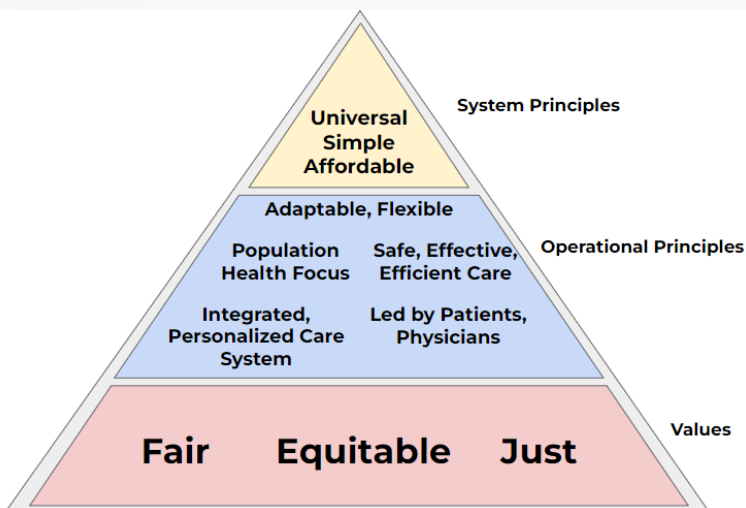 Universal
Simple
Affordable
System Principles
Adaptable, Flexible
Population
Health Focus
Safe, Effective,
Efficient Care
Operational Principles
Integrated,
Personalized Care
System
Led by Patients,
Physicians
Values
Fair Equitable Just